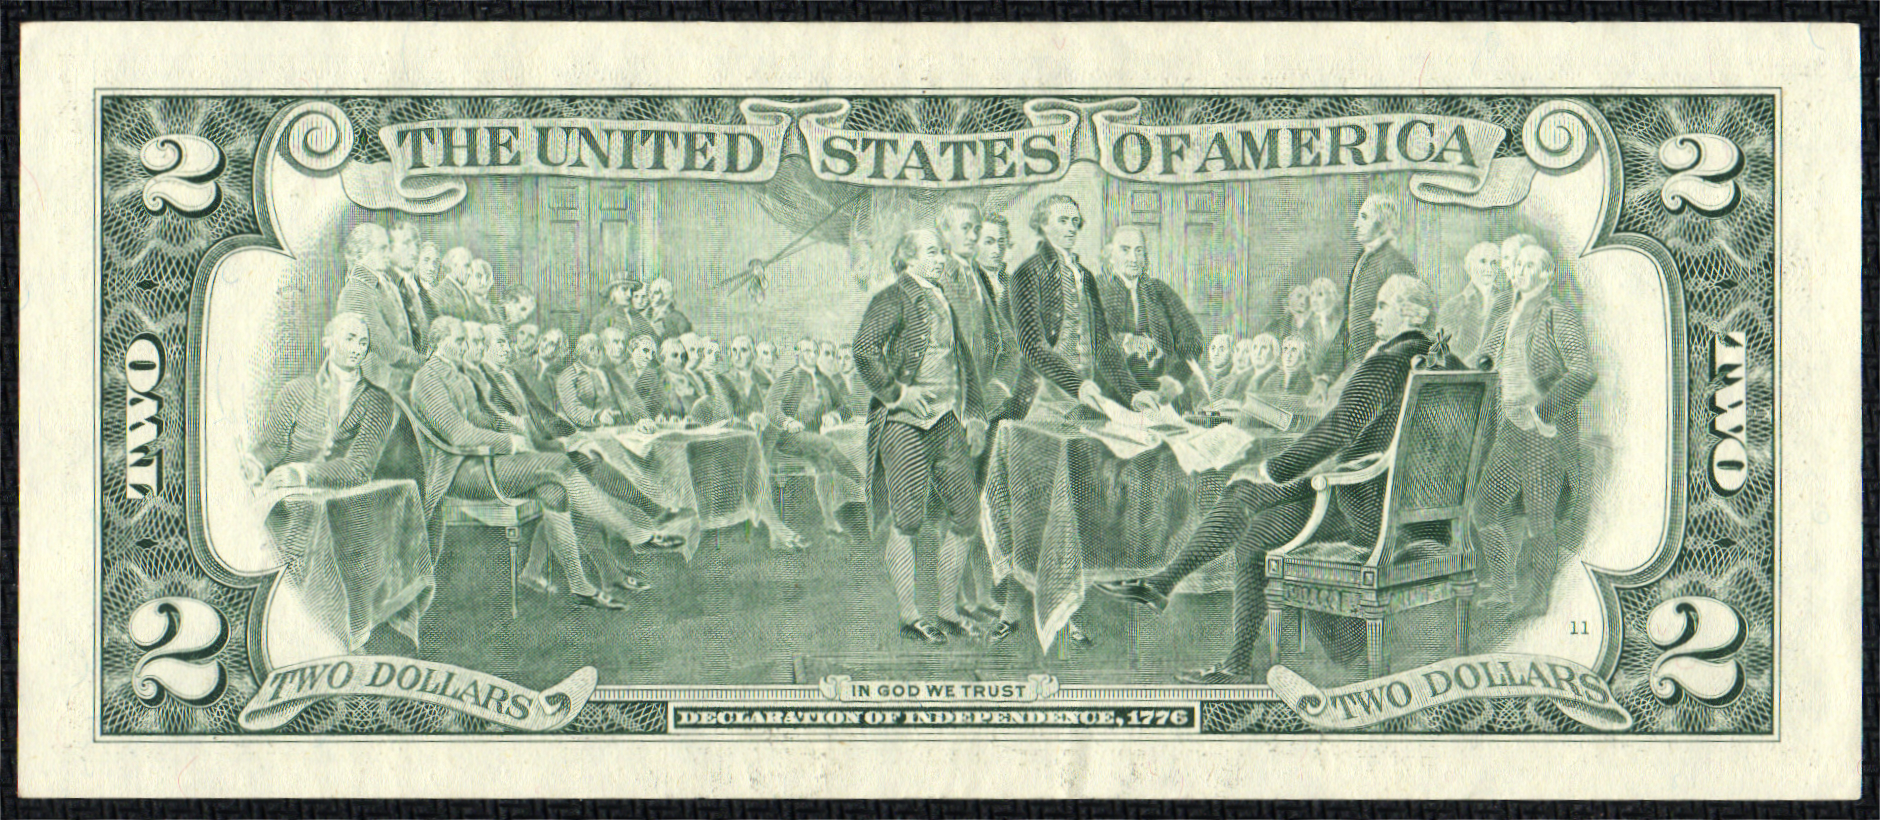 THE UNITED STATES OF AMERICA
2
2
TWO
TWO
11
2
2
TWO DOLLARS
TWO DOLLARS
IN GOD WE TRUST
DECLARATION OF INDEPENDENCE, 1776